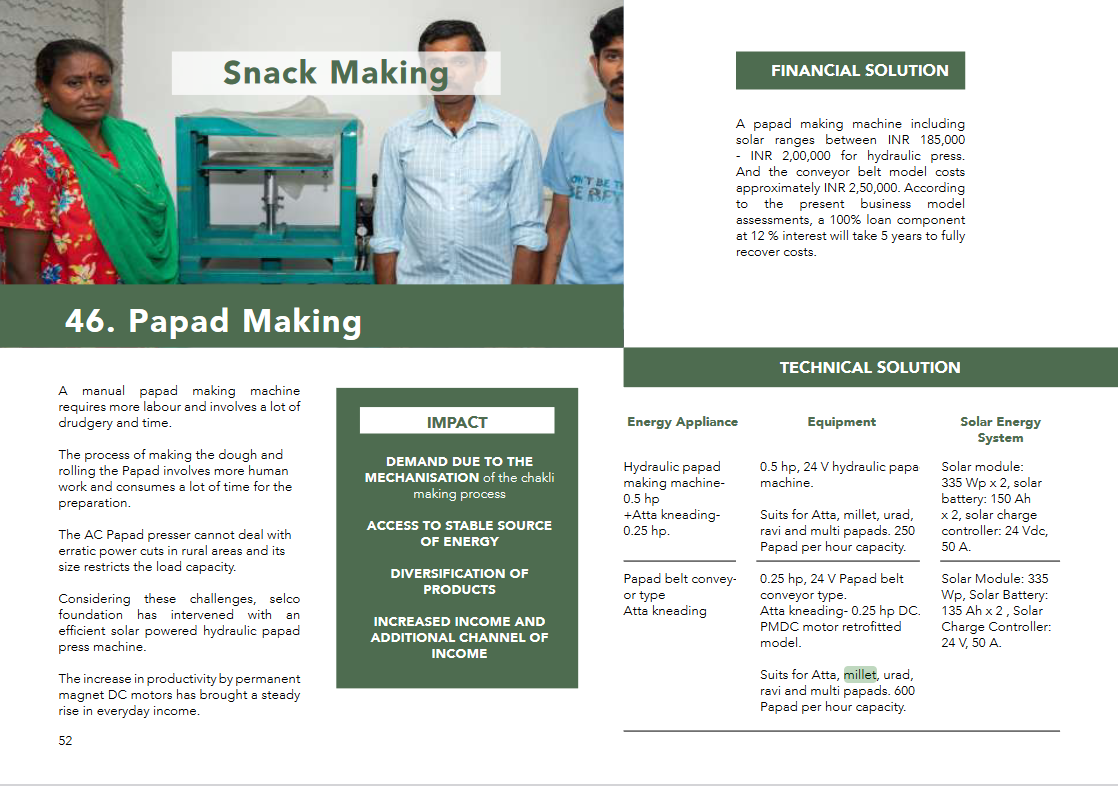 Snack Making
46. Papad Making
A manual papad making machine
requires more labour and involves a lot of
drudgery and time.
The process of making the dough and
rolling the Papad involves more human
work and consumes a lot of time for the
preparation.
The AC Papad presser cannot deal with
erratic power cuts in rural areas and its
size restricts the load capacity.
Considering these challenges, selco
foundation has intervened with an
efficient solar powered hydraulic papad
press machine.
The increase in productivity by permanent
magnet DC motors has brought a steady
rise in everyday income.
52
IMPACT
DEMAND DUE TO THE
MECHANISATION of the chakli
making process
ACCESS TO STABLE SOURCE
OF ENERGY
DIVERSIFICATION OF
PRODUCTS
INCREASED INCOME AND
ADDITIONAL CHANNEL OF
INCOME
FINANCIAL SOLUTION
A papad making machine including
solar ranges between INR 185,000
- INR 2,00,000 for hydraulic press.
And the conveyor belt model costs
approximately INR 2,50,000. According
to the present business model
assessments, a 100% loan component
at 12 % interest will take 5 years to fully
recover costs.
TECHNICAL SOLUTION
Energy Appliance
Equipment
Solar Energy
System
Hydraulic papad
making machine-
0.5 hp
+Atta kneading-
0.25 hp.
0.5 hp, 24 V hydraulic papa
machine.
Suits for Atta, millet, urad,
ravi and multi papads. 250
Papad per hour capacity.
Solar module:
335 Wp x 2, solar
battery: 150 Ah
x 2, solar charge
controller: 24 Vdc,
50 A.
Papad belt convey-
or type
Atta kneading
0.25 hp, 24 V Papad belt
conveyor type.
Atta kneading- 0.25 hp DC.
PMDC motor retrofitted
model.
Suits for Atta, millet, urad,
ravi and multi papads. 600
Papad per hour capacity.
Solar Module: 335
Wp, Solar Battery:
135 Ah x 2 , Solar
Charge Controller:
24 V, 50 A.